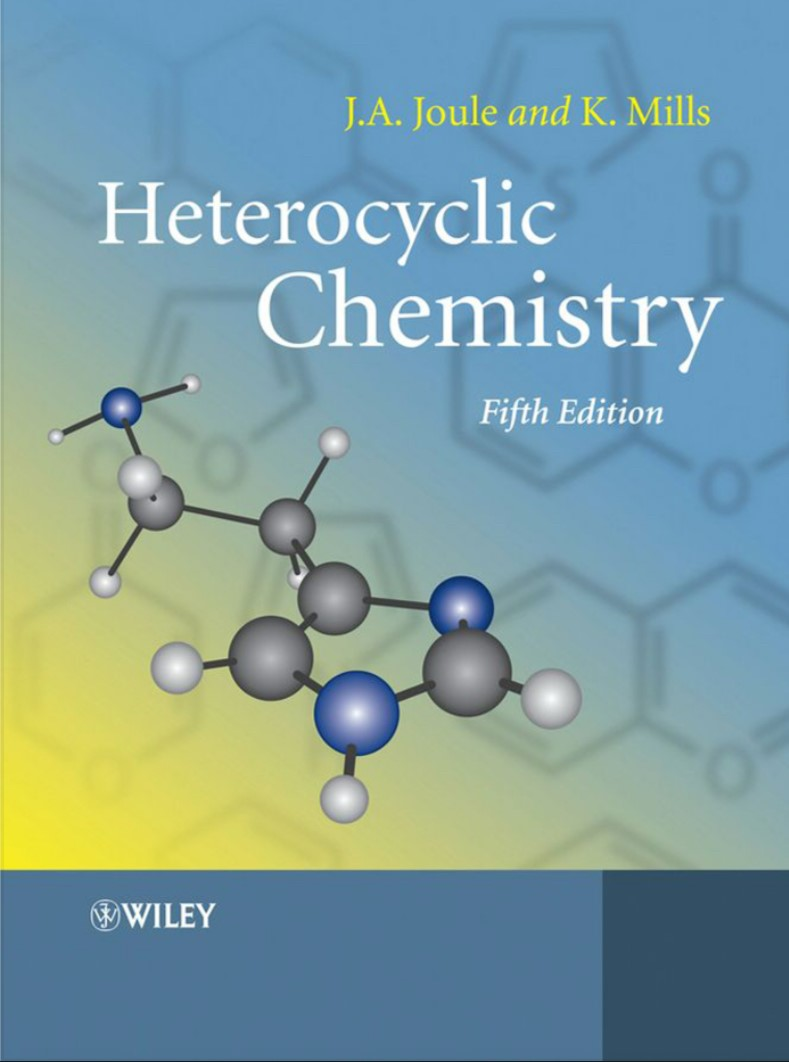 J.A. Joule and K. Mills
Heterocyclic
Chemistry
Fifth Edition
WILEY